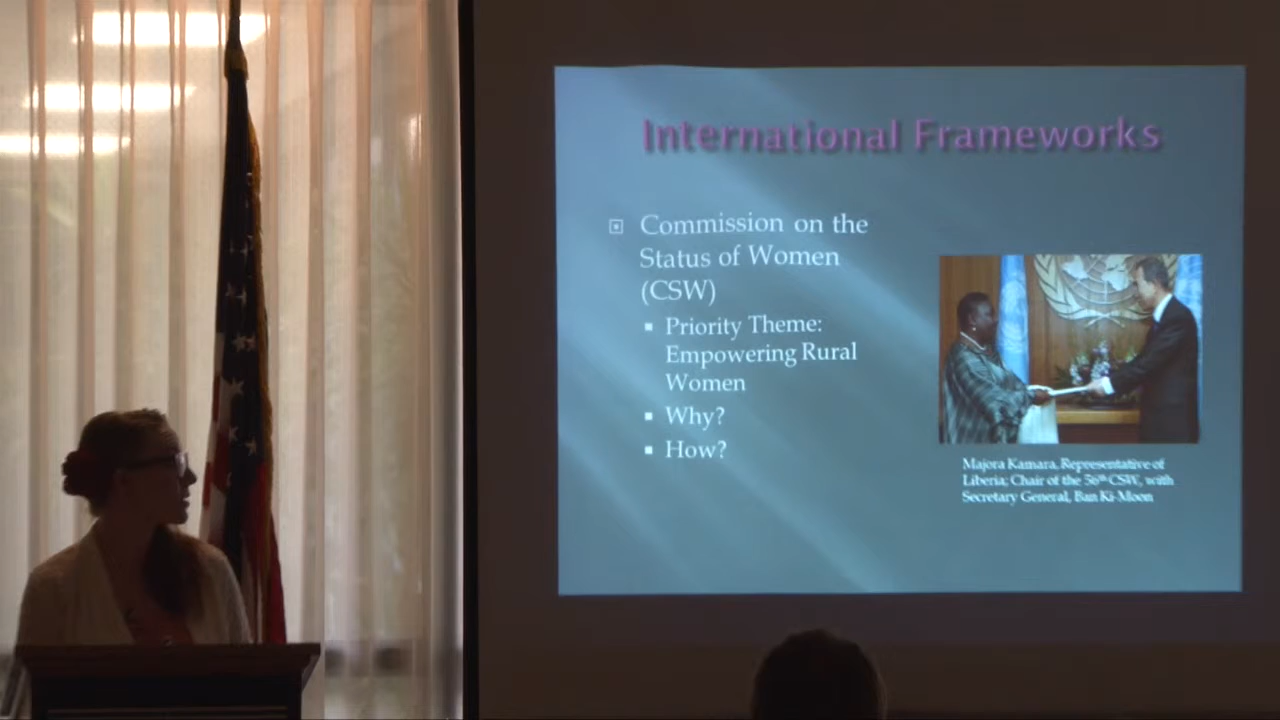 International Frameworks
Commission on the
Status of Women
(CSW)
Priority Theme:
Empowering Rural
Women
Why?
How?
Majora Kamara, Representative of
Liberia; Chair of the 56th CSW, with
Secretary General, Ban Ki-Moon